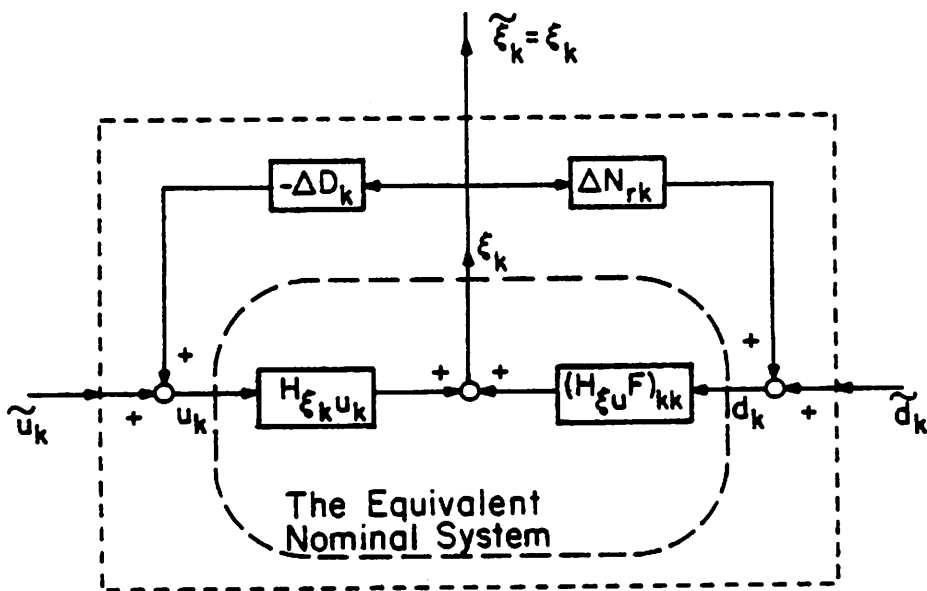 ξ̃k = ξk
-ΔDk
ΔNrk
ξk
+ +
+ +
Hξkuk
(HξuF)kk
+ +
ũk
uk
dk
d̃k
The Equivalent
Nominal System